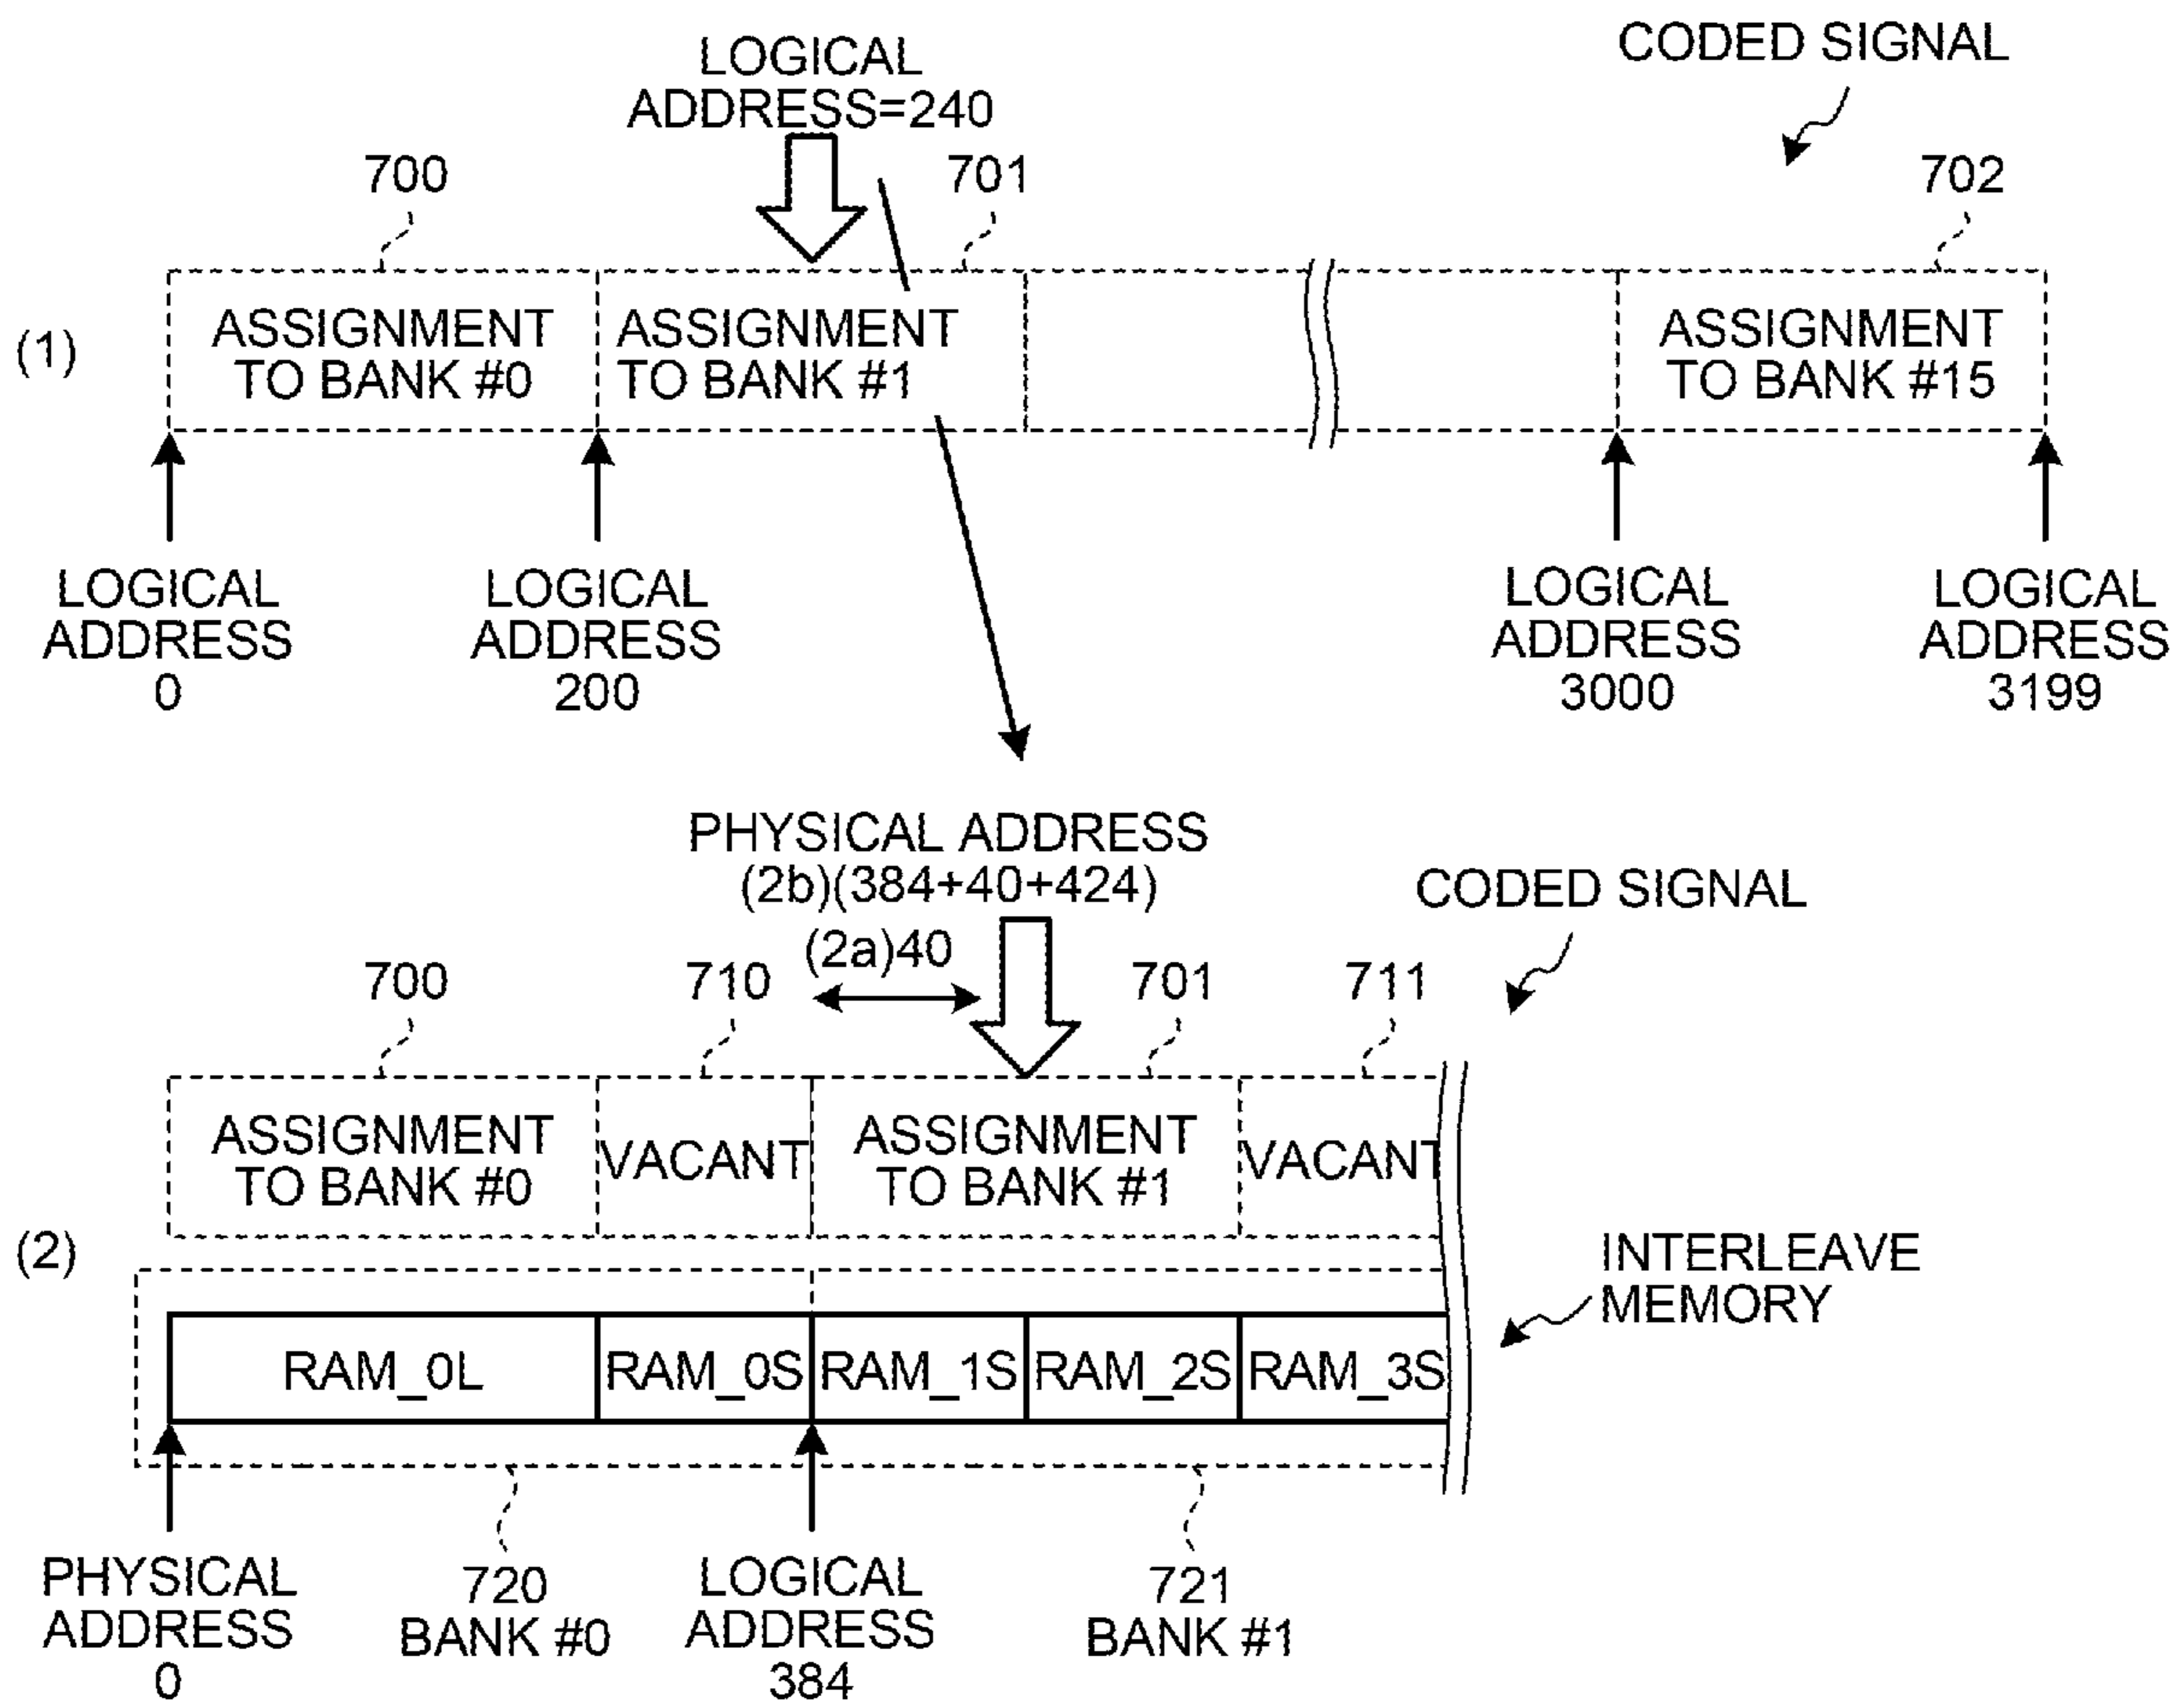 CODED SIGNAL
LOGICAL
ADDRESS=240
700
701
702
(1)
ASSIGNMENT
TO BANK #0
ASSIGNMENT
TO BANK #1
ASSIGNMENT
TO BANK #15
LOGICAL
ADDRESS
0
LOGICAL
ADDRESS
200
LOGICAL
ADDRESS
3000
LOGICAL
ADDRESS
3199
PHYSICAL ADDRESS
(2b)(384+40+424)
(2a)40
CODED SIGNAL
700
710
701
711
(2)
ASSIGNMENT
TO BANK #0
VACANT
ASSIGNMENT
TO BANK #1
VACANT
INTERLEAVE
MEMORY
RAM_0L
RAM_0S
RAM_1S
RAM_2S
RAM_3S
PHYSICAL
ADDRESS
0
720
BANK #0
LOGICAL
ADDRESS
384
721
BANK #1